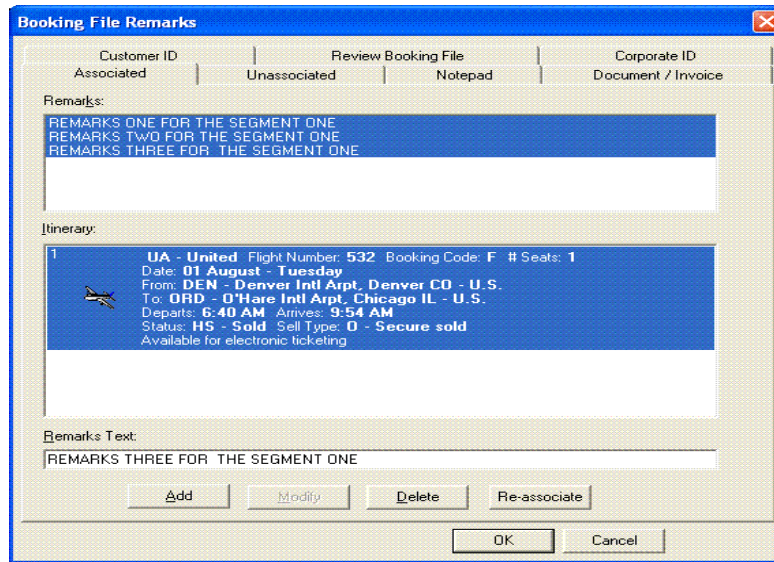 Booking File Remarks
Customer ID Review Booking File Corporate ID
Associated Unassociated Notepad Document / Invoice
Remarks:
REMARKS ONE FOR THE SEGMENT ONE
REMARKS TWO FOR THE SEGMENT ONE
REMARKS THREE FOR  THE SEGMENT ONE
Itinerary:
1 UA - United Flight Number: 532 Booking Code: F # Seats: 1
Date: 01 August - Tuesday
From: DEN - Denver Intl Arpt, Denver CO - U.S.
To: ORD - O'Hare Intl Arpt, Chicago IL - U.S.
Departs: 6:40 AM Arrives: 9:54 AM
Status: HS - Sold Sell Type: O - Secure sold
Available for electronic ticketing
Remarks Text:
REMARKS THREE FOR  THE SEGMENT ONE
Add Modify Delete Re-associate
OK Cancel